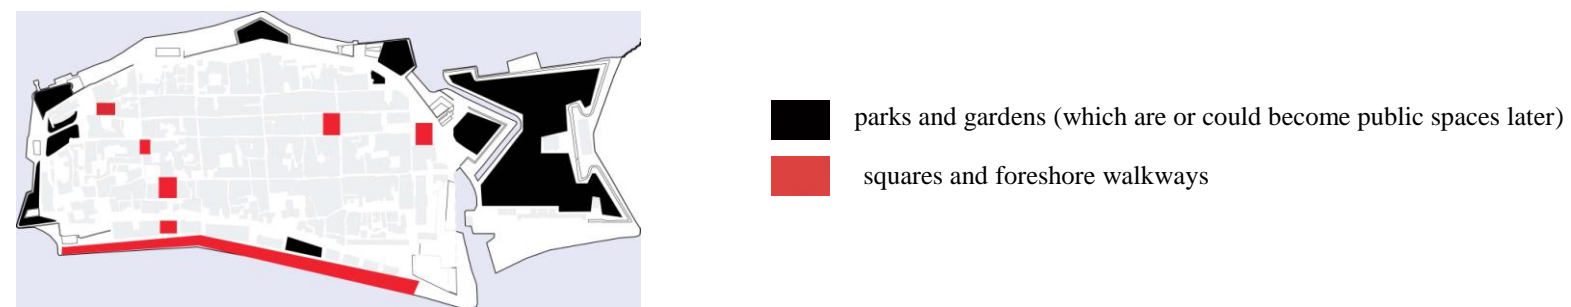 parks and gardens (which are or could become public spaces later)
squares and foreshore walkways